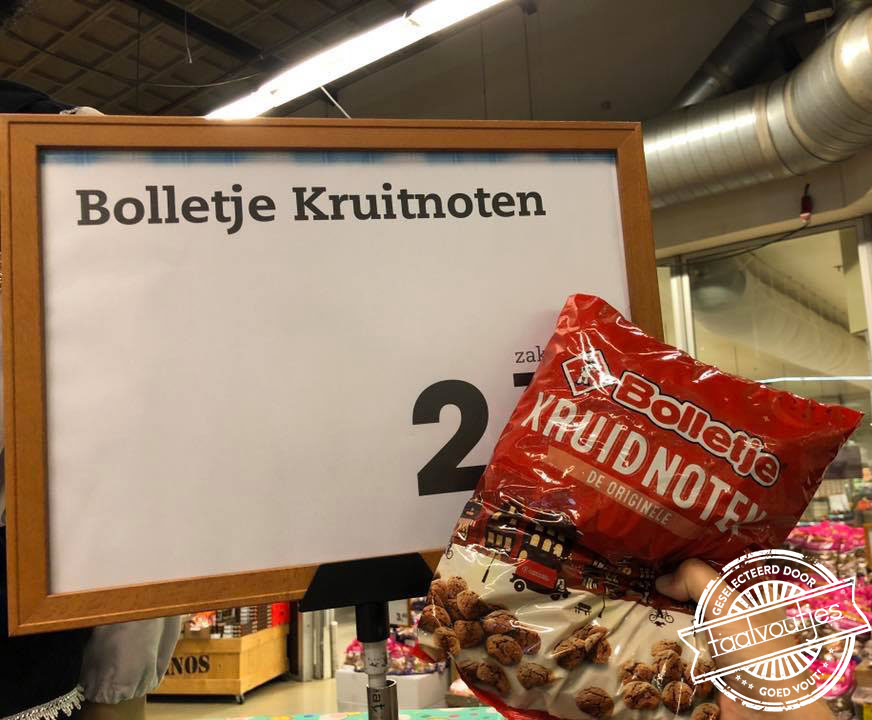 Bolletje Kruitnoten
zak
2
Bolletje
KRUIDNOTEN
DE ORIGINELE
NOS
GESELECTEERD DOOR
taalvoutjes
GOED VOUT!